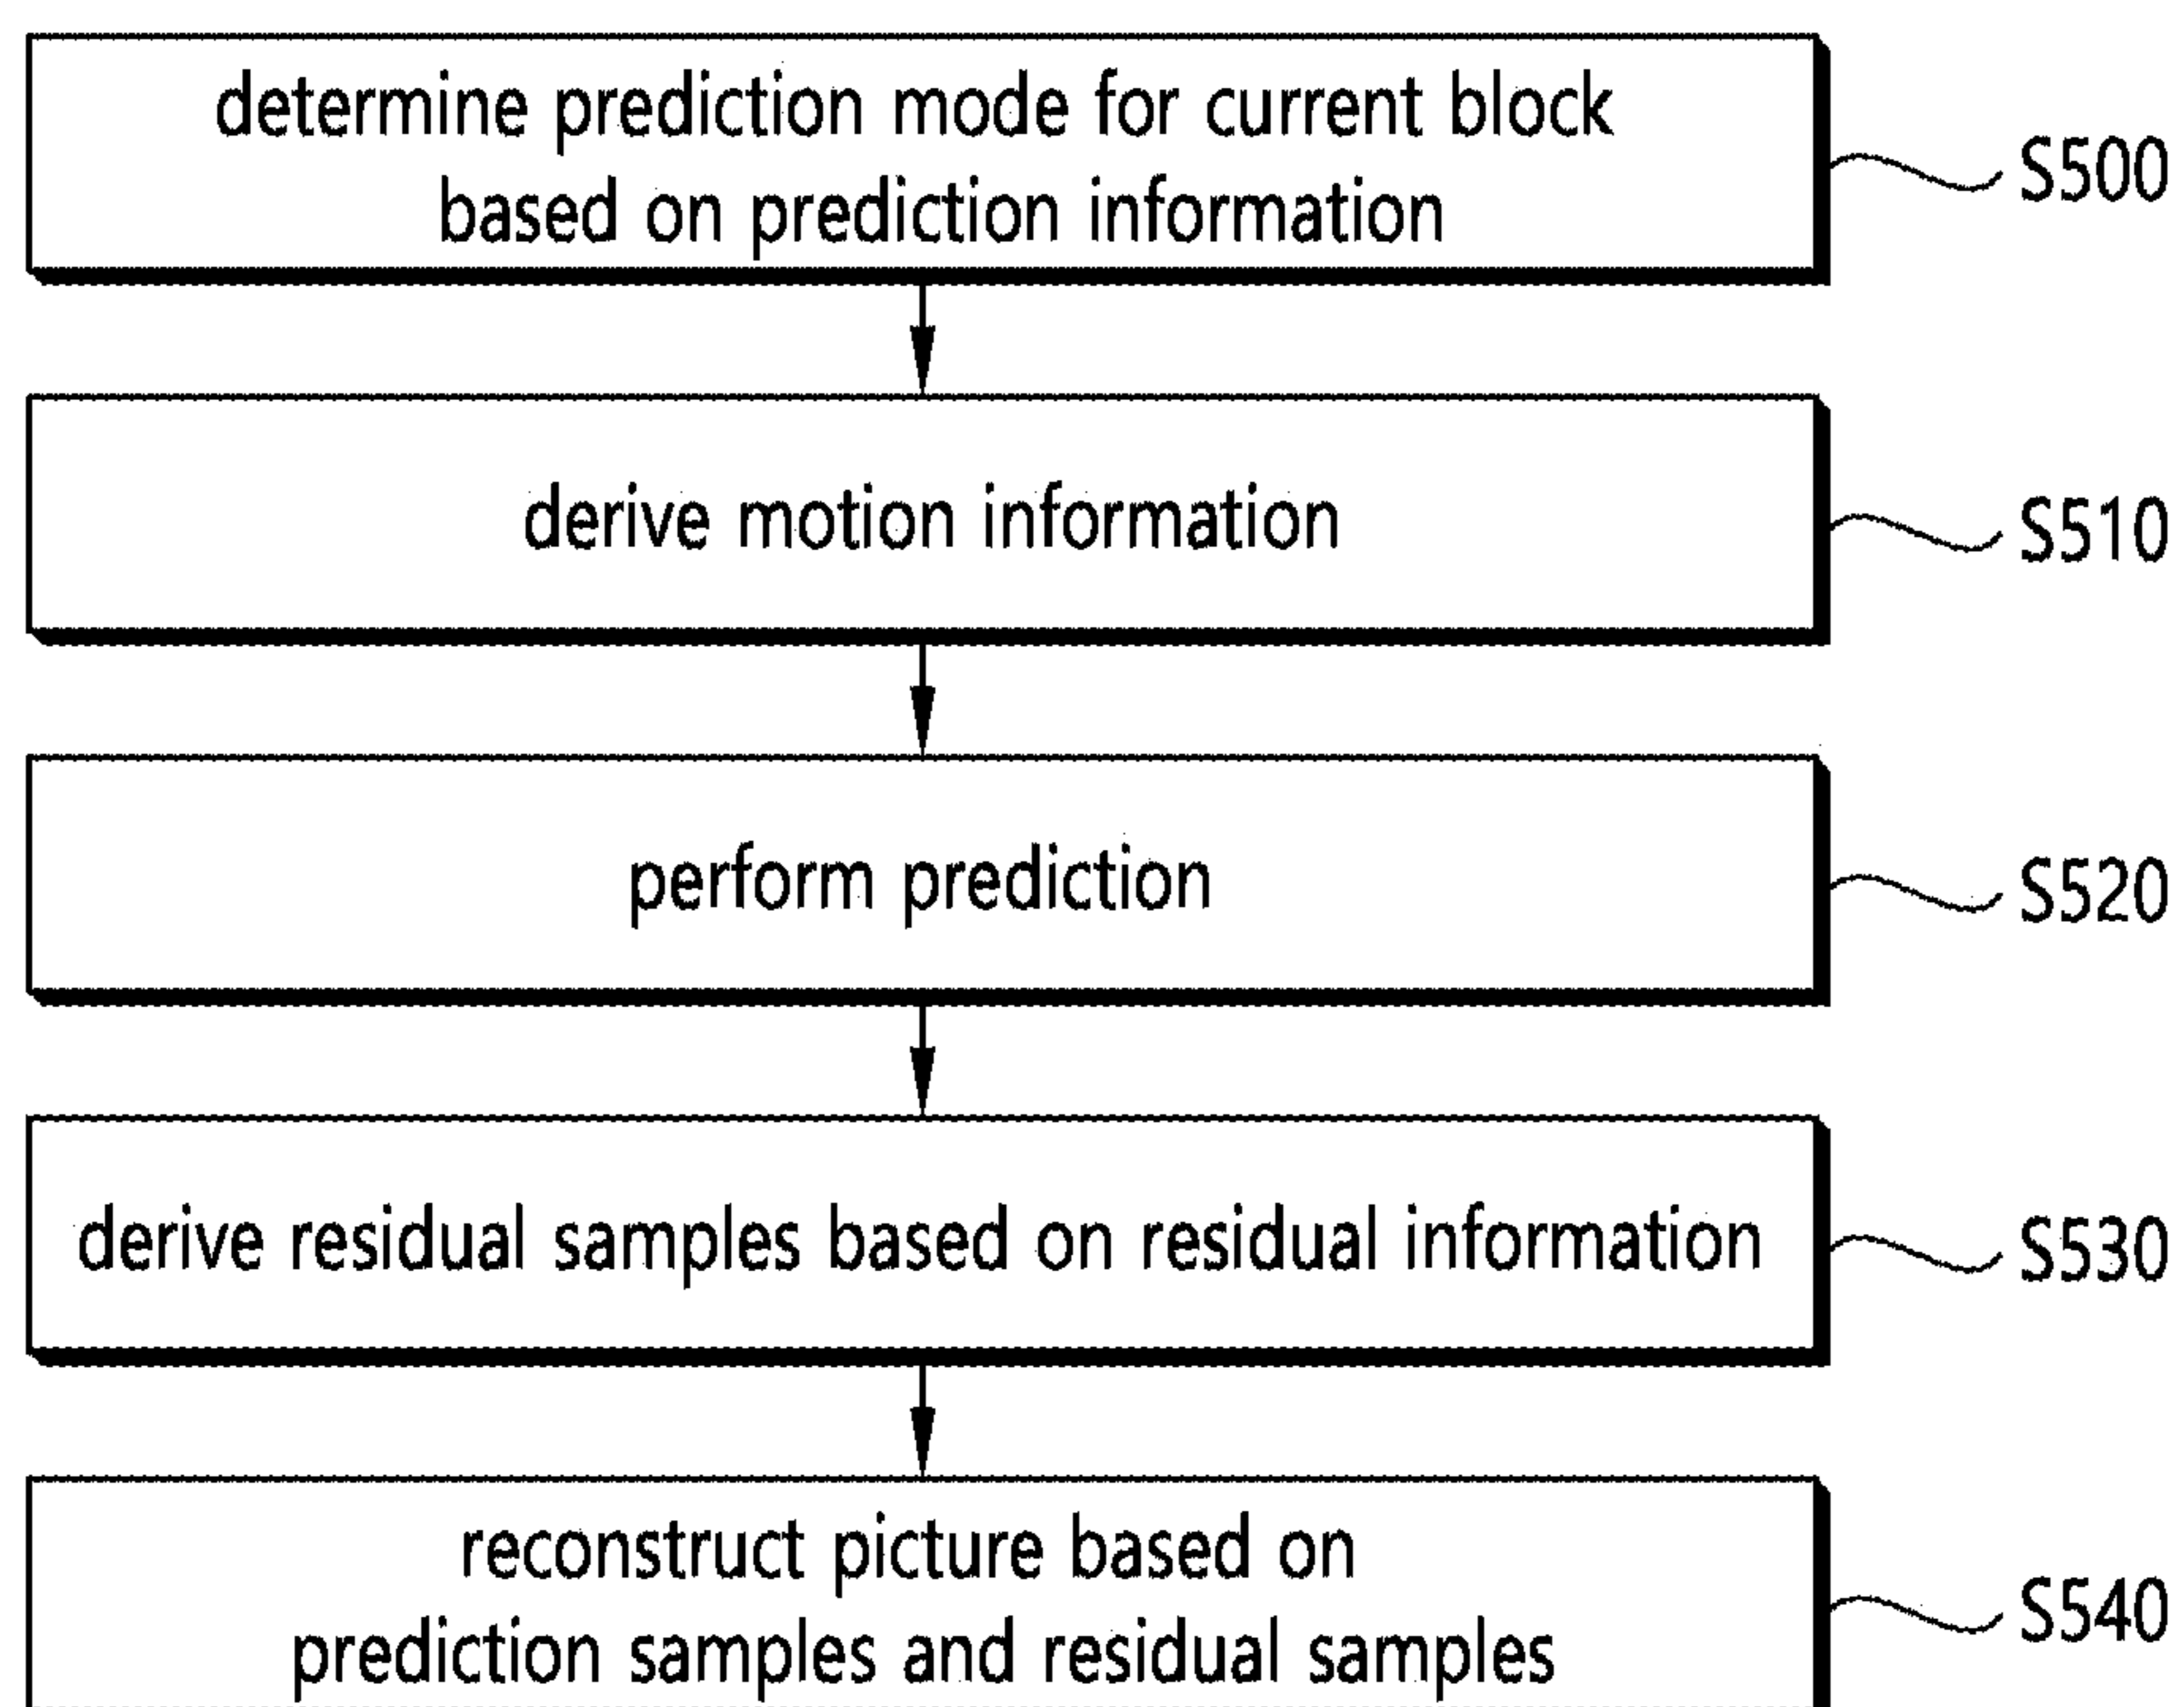 determine prediction mode for current block
based on prediction information
S500
derive motion information
S510
perform prediction
S520
derive residual samples based on residual information
S530
reconstruct picture based on
prediction samples and residual samples
S540